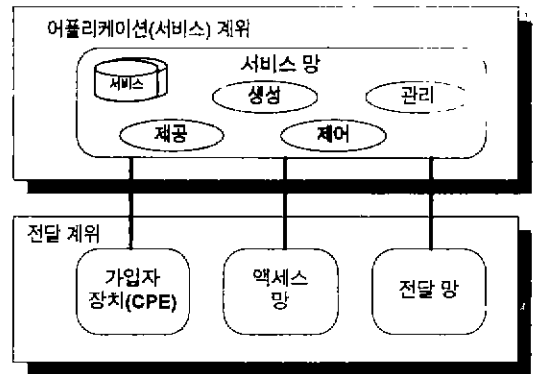 어플리케이션(서비스) 계위
서비스 망
서비스
생성
관리
제공
제어
전달 계위
가입자
장치(CPE)
액세스
망
전달 망